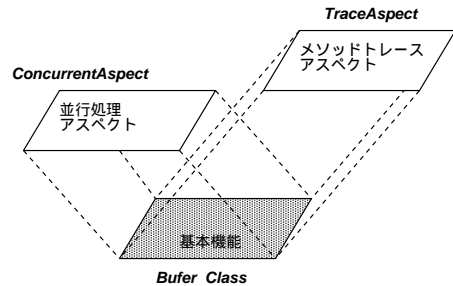 TraceAspect
メソッドトレース
アスペクト
ConcurrentAspect
並行処理
アスペクト
基本機能
Bufer Class